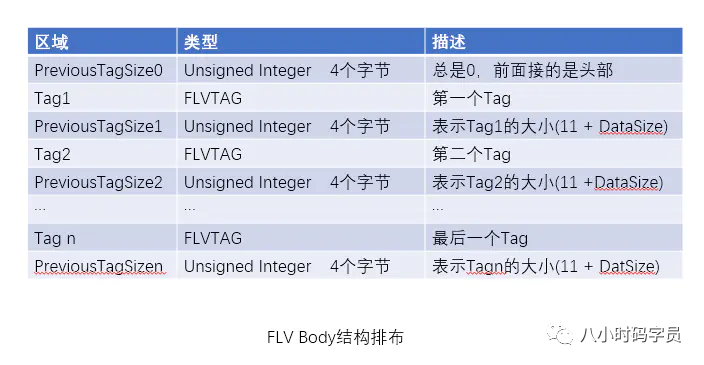 区域 类型 描述
PreviousTagSize0 Unsigned Integer 4个字节 总是0，前面接的是头部
Tag1 FLVTAG 第一个Tag
PreviousTagSize1 Unsigned Integer 4个字节 表示Tag1的大小(11 + DataSize)
Tag2 FLVTAG 第二个Tag
PreviousTagSize2 Unsigned Integer 4个字节 表示Tag2的大小(11 +DataSize)
... ... ...
Tag n FLVTAG 最后一个Tag
PreviousTagSizen Unsigned Integer 4个字节 表示Tagn的大小(11 + DatSize)
FLV Body结构排布
八小时码字员